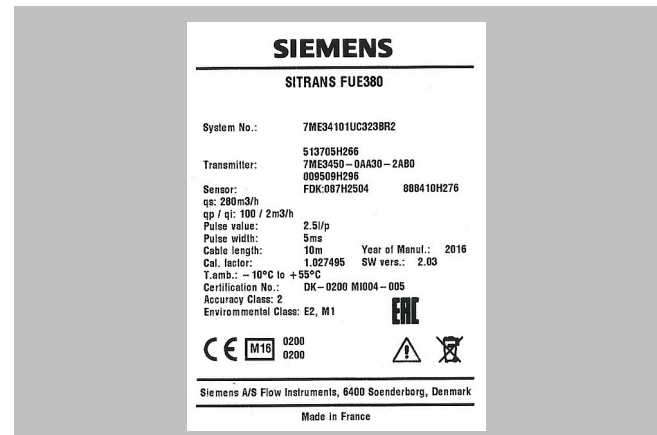 SIEMENS
SITRANS FUE380
System No.: 7ME34101UC323BR2
513705H266
Transmitter: 7ME3450-0AA30-2AB0
009509H296
Sensor: FDK:087H2504 888410H276
qs: 280m3/h
qp / qi: 100 / 2m3/h
Pulse value: 2.5l/p
Pulse width: 5ms
Cable length: 10m Year of Manuf.: 2016
Cal. factor: 1.027495 SW vers.: 2.03
T.amb.: -10°C to +55°C
Certification No.: DK-0200 MI004-005
Accuracy Class: 2
Enviromental Class: E2, M1
EAC
CE M16 0200
0200
Siemens A/S Flow Instruments, 6400 Soenderborg, Denmark
Made in France